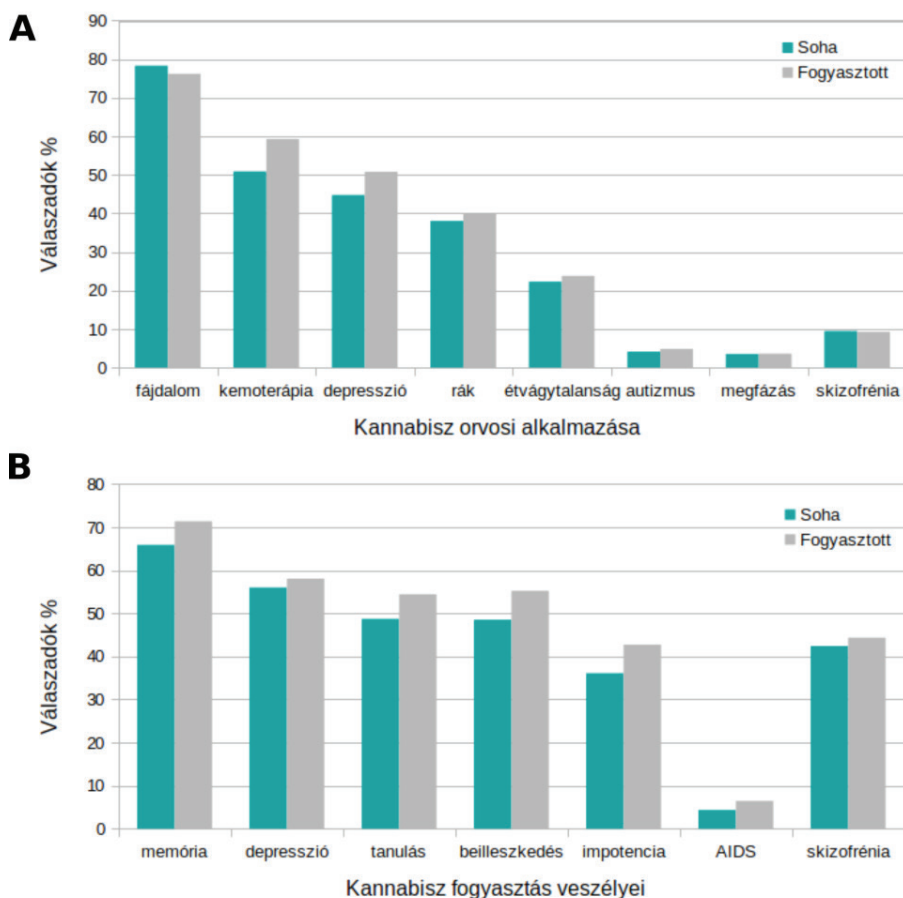 A
90
80
70
60
50
40
30
20
10
0
Válaszadók %
Soha
Fogyasztott
fájdalom kemoterápia depresszió rák étvágytalanság autizmus megfázás skizofrénia
Kannabisz orvosi alkalmazása
B
80
70
60
50
40
30
20
10
0
Válaszadók %
Soha
Fogyasztott
memória depresszió tanulás beilleszkedés impotencia AIDS skizofrénia
Kannabisz fogyasztás veszélyei